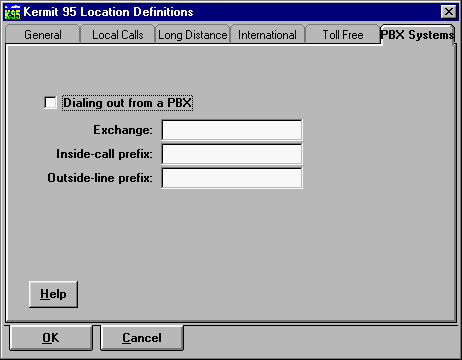 K95 Kermit 95 Location Definitions
General Local Calls Long Distance International Toll Free PBX Systems
Dialing out from a PBX
Exchange:
Inside-call prefix:
Outside-line prefix:
Help
OK Cancel